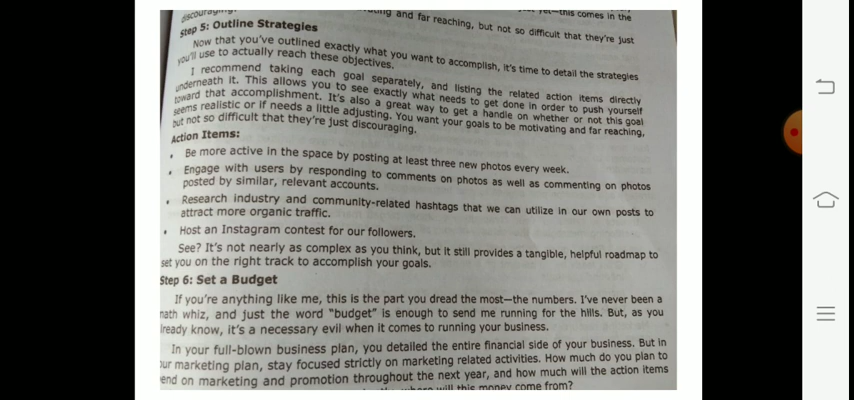 discouraging.
and far reaching, but not so difficult that they're just
this comes in the
Step 5: Outline Strategies
Now that you've outlined exactly what you want to accomplish, it's time to detail the strategies
you'll use to actually reach these objectives.
I recommend taking each goal separately, and listing the related action items directly
underneath it. This allows you to see exactly what needs to get done in order to push yourself
toward that accomplishment. It's also a great way to get a handle on whether or not this goal
seems realistic or if needs a little adjusting. You want your goals to be motivating and far reaching,
but not so difficult that they're just discouraging.
Action Items:
• Be more active in the space by posting at least three new photos every week.
• Engage with users by responding to comments on photos as well as commenting on photos
posted by similar, relevant accounts.
• Research industry and community-related hashtags that we can utilize in our own posts to
attract more organic traffic.
• Host an Instagram contest for our followers.
See? It's not nearly as complex as you think, but it still provides a tangible, helpful roadmap to
set you on the right track to accomplish your goals.
Step 6: Set a Budget
If you're anything like me, this is the part you dread the most—the numbers. I've never been a
math whiz, and just the word "budget" is enough to send me running for the hills. But, as you
lready know, it's a necessary evil when it comes to running your business.
In your full-blown business plan, you detailed the entire financial side of your business. But in
ur marketing plan, stay focused strictly on marketing related activities. How much do you plan to
end on marketing and promotion throughout the next year, and how much will the action items
will this money come from?